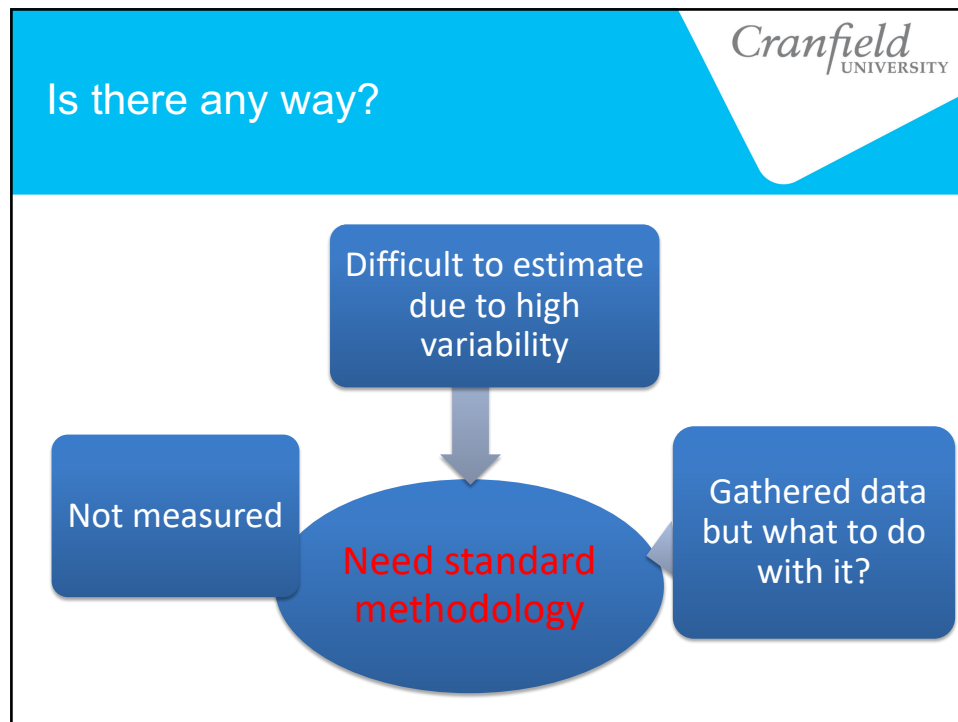 Cranfield
UNIVERSITY
Is there any way?
Difficult to estimate
due to high
variability
Not measured
Need standard
methodology
Gathered data
but what to do
with it?